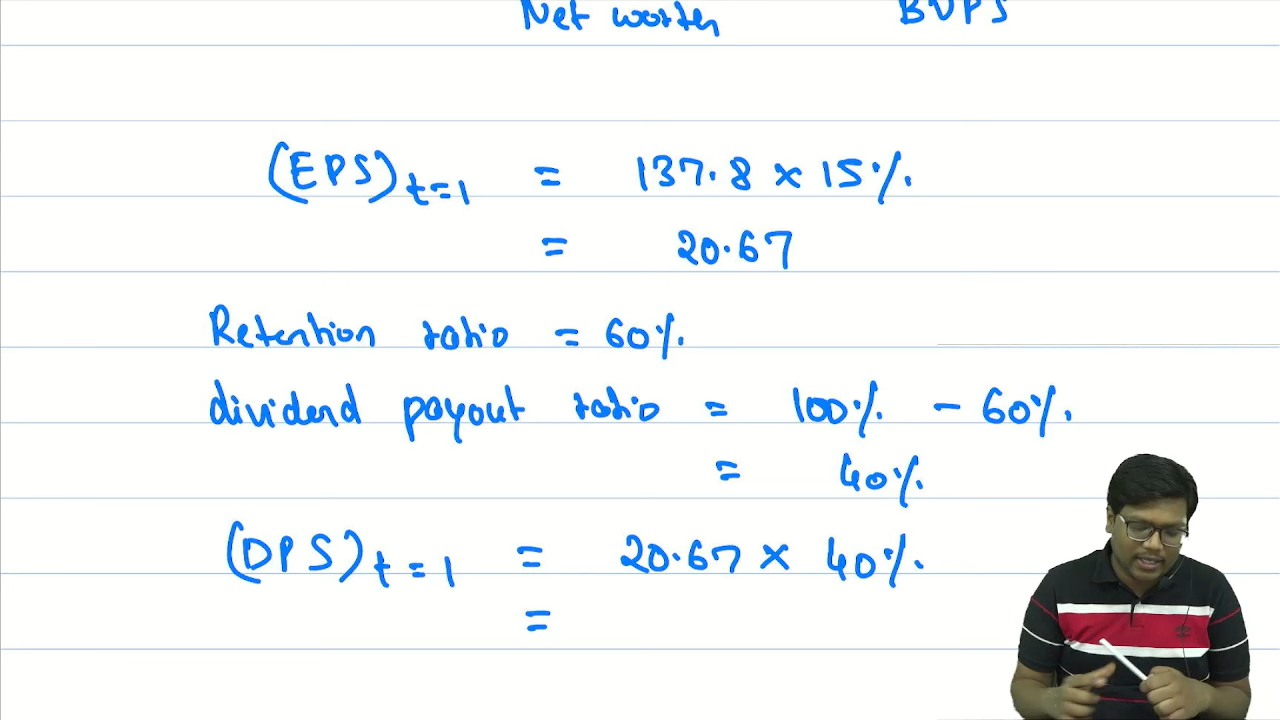 Net worth BVPS
(EPS)t=1 = 137.8 x 15%
= 20.67
Retention ratio = 60%
dividend payout ratio = 100% - 60%
= 40%
(DPS)t=1 = 20.67 x 40%
=